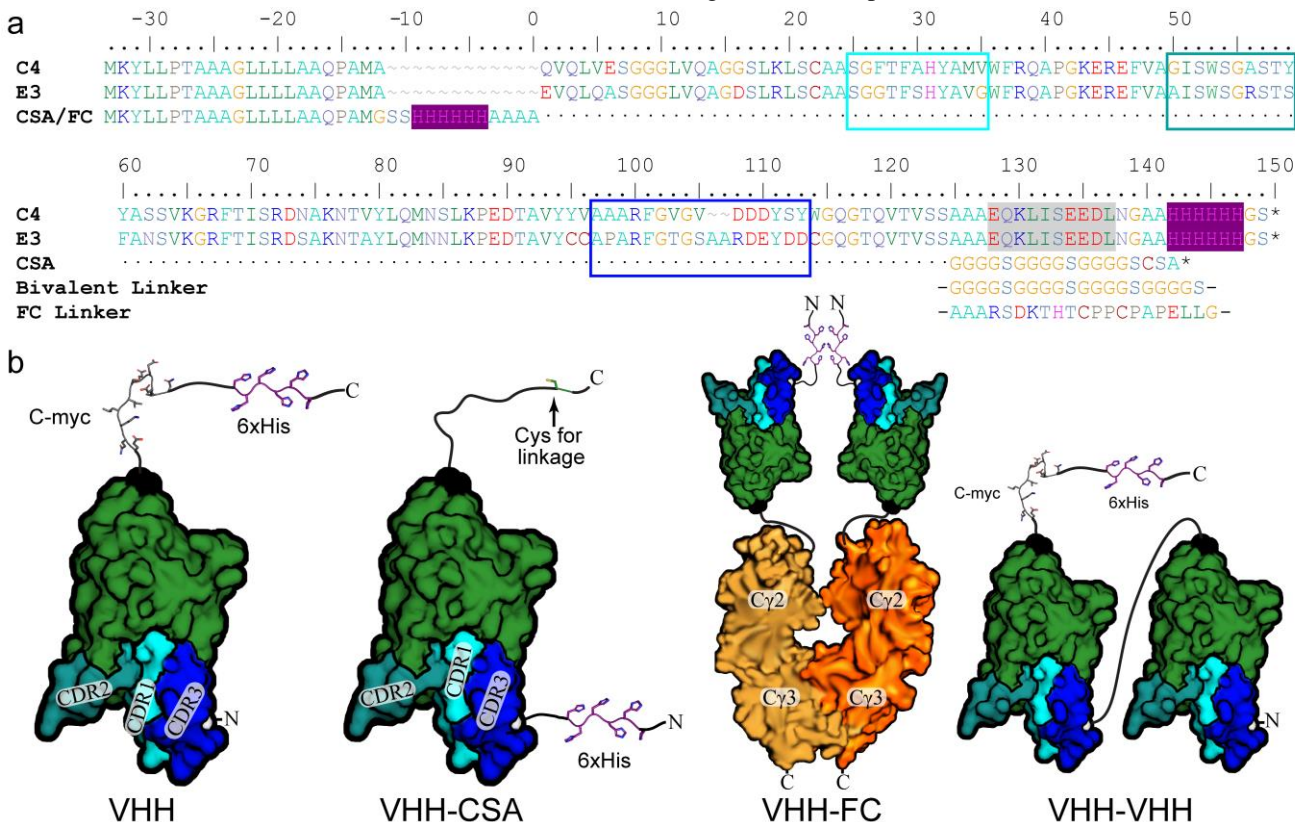 a
-30 -20 -10 0 10 20 30 40 50
C4 MKYLLPTAAAGLLLLAAQPAMA~~~~~~~~~~~~QVQLVESGGGLVQAGGSLKLSCAASGFTFAHYAMVWFRQAPGKEREFVAGISWSGASTY
E3 MKYLLPTAAAGLLLLAAQPAMA~~~~~~~~~~~~EVQLQASGGGLVQAGDSLRLSCAASGGTFSHYAVGWFRQAPGKEREFVAAISWSGRSTS
CSA/FC MKYLLPTAAAGLLLLAAQPAMGSSHHHHHHAAAA...........................................................
60 70 80 90 100 110 120 130 140 150
C4 YASSVKGRFTISRDNAKNTVYLQMNSLKPEDTAVYYVAAARFGVGV~~DDDYSYWGQGTQVTVSSAAAEQKLISEEDLNGAAHHHHHHGS*
E3 FANSVKGRFTISRDSAKNTAYLQMNNLKPEDTAVYCCAPARFGTGSAARDEYDDCGQGTQVTVSSAAAEQKLISEEDLNGAAHHHHHHGS*
CSA .................................................................GGGGSGGGGSGGGGSCSA*
Bivalent Linker -GGGGSGGGGSGGGGSGGGGS-
FC Linker -AAARSDKTHTCPPCPAPELLG-
b
C-myc
6xHis
C
CDR2
CDR1
CDR3
-N
VHH
C
Cys for
linkage
CDR2
CDR1
CDR3
N
6xHis
VHH-CSA
N N
Cγ2 Cγ2
Cγ3 Cγ3
C C
VHH-FC
C-myc
6xHis
C
-N
VHH-VHH